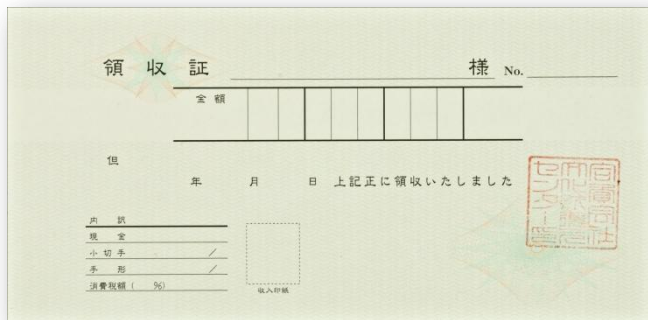 領収証 様 No.
金額
但
年 月 日 上記正に領収いたしました
内訳
現金
小切手 /
手形 /
消費税額( %)
収入印紙